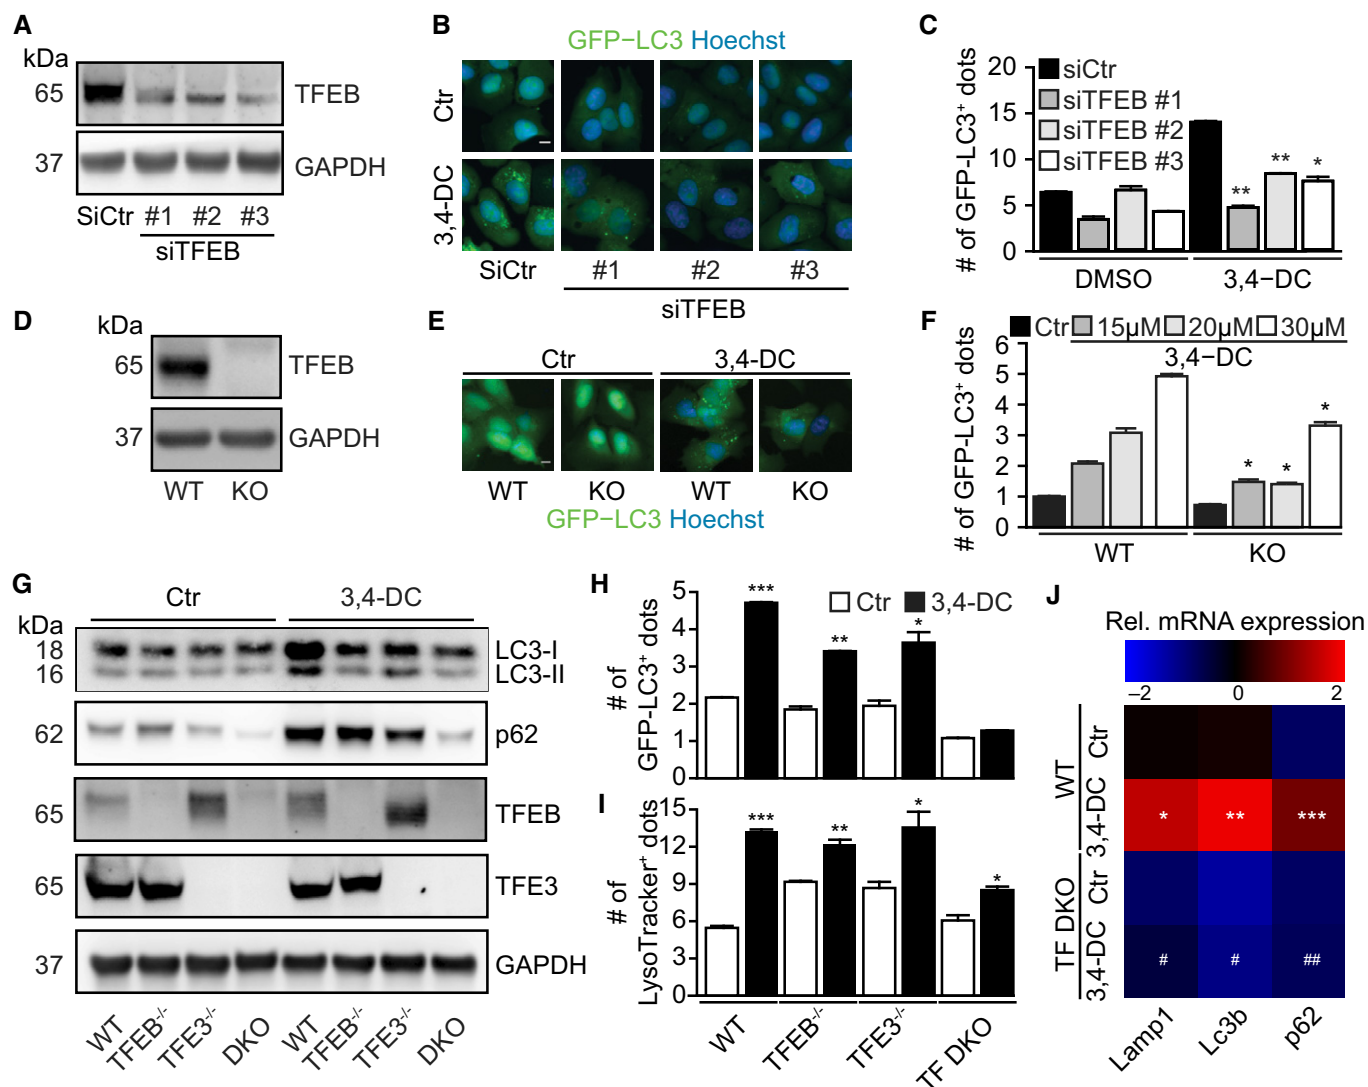 A
kDa
65
TFEB
37
GAPDH
SiCtr #1 #2 #3
siTFEB
B
GFP−LC3 Hoechst
Ctr
3,4-DC
SiCtr #1 #2 #3
siTFEB
C
# of GFP-LC3+ dots
20
15
10
5
0
siCtr
siTFEB #1
siTFEB #2
siTFEB #3
** ** *
DMSO 3,4−DC
D
kDa
65
TFEB
37
GAPDH
WT KO
E
Ctr 3,4-DC
WT KO WT KO
GFP−LC3 Hoechst
F
Ctr 15µM 20µM 30µM
3,4−DC
# of GFP-LC3+ dots
6
5
4
3
2
1
0
* * *
WT KO
G
Ctr 3,4-DC
kDa
18 LC3-I
16 LC3-II
62 p62
65 TFEB
65 TFE3
37 GAPDH
WT TFEB-/- TFE3-/- DKO WT TFEB-/- TFE3-/- DKO
H
Ctr 3,4-DC
# of
GFP-LC3+ dots
5
4
3
2
1
0
*** ** *
I
# of
LysoTracker+ dots
15
12
9
6
3
0
*** ** * *
WT TFEB-/- TFE3-/- TF DKO
J
Rel. mRNA expression
−2 0 2
WT
Ctr
3,4-DC
* ** ***
TF DKO
Ctr
3,4-DC
# # ##
Lamp1 Lc3b p62